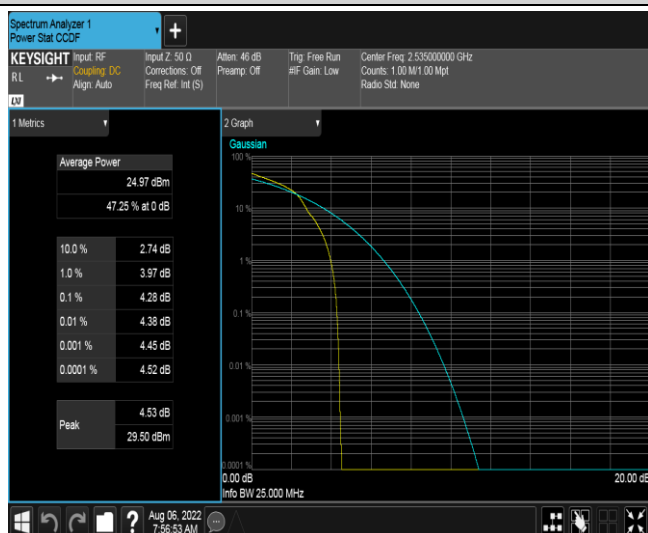 Spectrum Analyzer 1
Power Stat CCDF
KEYSIGHT
RL
LXI
Input: RF
Coupling: DC
Align: Auto
Input Z: 50 Ω
Corrections: Off
Freq Ref: Int (S)
Atten: 46 dB
Preamp: Off
Trig: Free Run
#IF Gain: Low
Center Freq: 2.535000000 GHz
Counts: 1.00 M/1.00 Mpt
Radio Std: None
1 Metrics
Average Power
24.97 dBm
47.25 % at 0 dB
10.0 % 2.74 dB
1.0 % 3.97 dB
0.1 % 4.28 dB
0.01 % 4.38 dB
0.001 % 4.45 dB
0.0001 % 4.52 dB
Peak 4.53 dB
29.50 dBm
2 Graph
Gaussian
100 %
10 %
1 %
0.1 %
0.01 %
0.001 %
0.0001 %
0.00 dB 20.00 dB
Info BW 25.000 MHz
Aug 06, 2022
7:56:53 AM